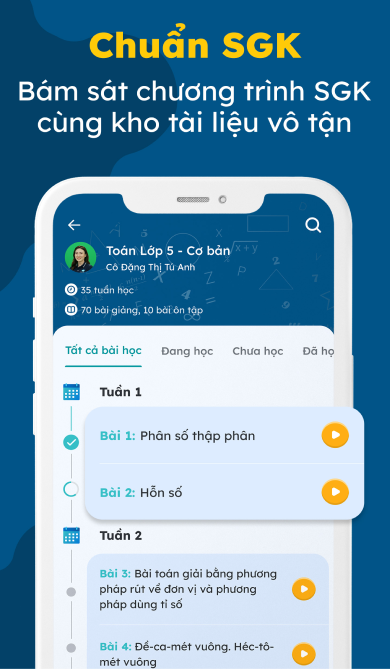 Chuẩn SGK
Bám sát chương trình SGK
cùng kho tài liệu vô tận
Toán Lớp 5 - Cơ bản
Cô Đặng Thị Tú Anh
35 tuần học
70 bài giảng, 10 bài ôn tập
Tất cả bài học Đang học Chưa học Đã họ
Tuần 1
Bài 1: Phân số thập phân
Bài 2: Hỗn số
Tuần 2
Bài 3: Bài toán giải bằng phương
pháp rút về đơn vị và phương
pháp dùng tỉ số
Bài 4: Đề-ca-mét vuông. Héc-tô-
mét vuông